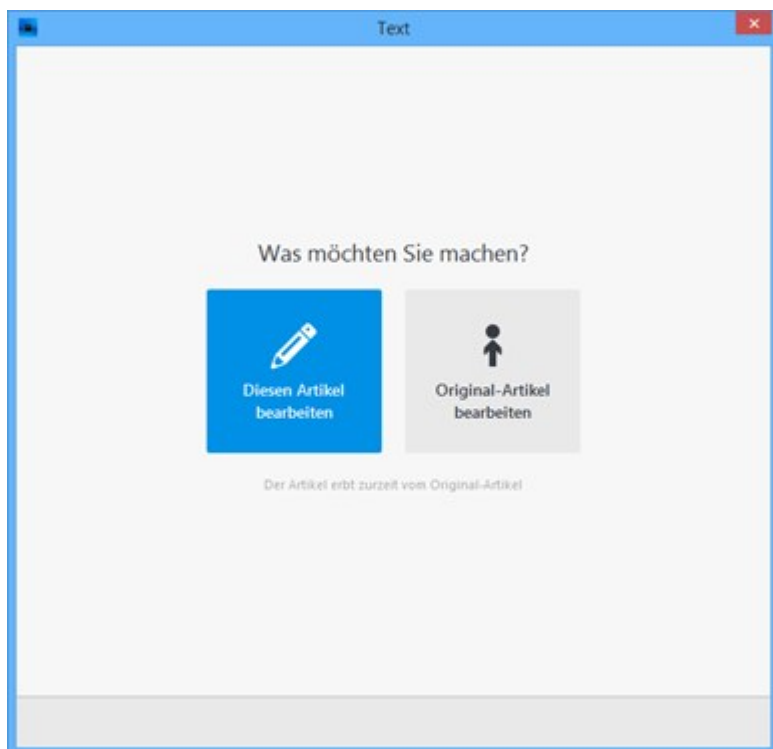 Text
Was möchten Sie machen?
Diesen Artikel
bearbeiten
Original-Artikel
bearbeiten
Der Artikel erbt zurzeit vom Original-Artikel